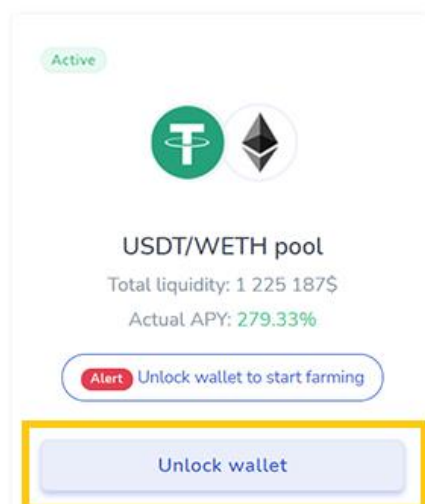 Active
USDT/WETH pool
Total liquidity: 1 225 187$
Actual APY: 279.33%
Alert Unlock wallet to start farming
Unlock wallet